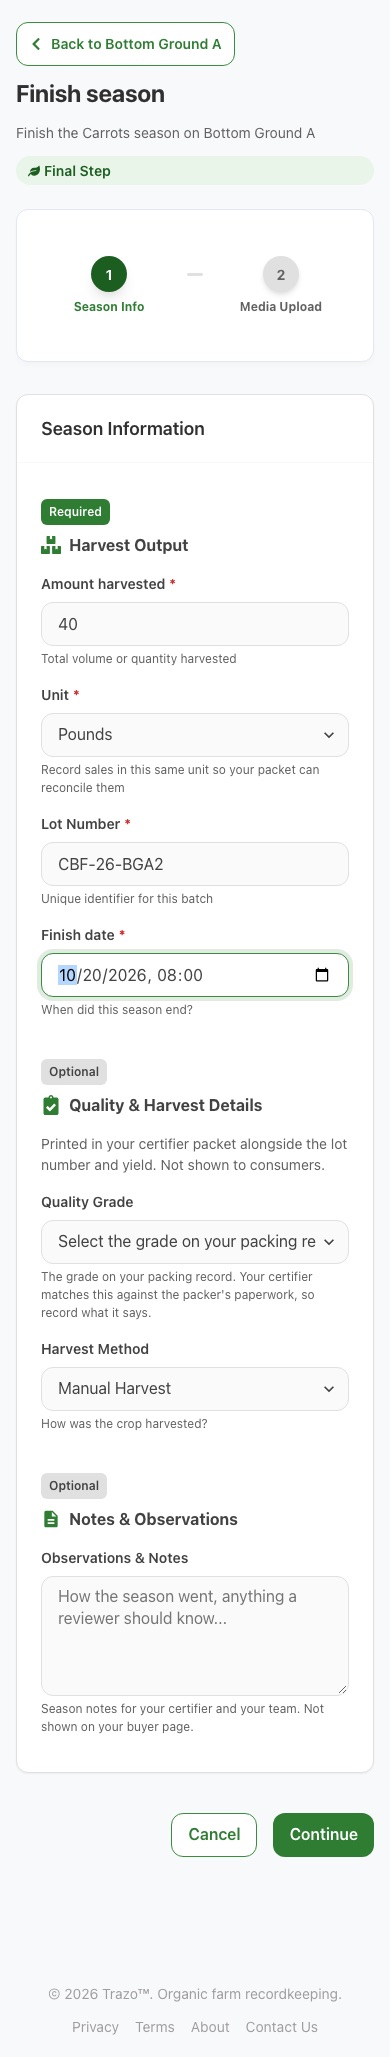 Back to Bottom Ground A
Finish season
Finish the Carrots season on Bottom Ground A
Final Step
1
2
Season Info
Media Upload
Season Information
Required
Harvest Output
Amount harvested *
40
Total volume or quantity harvested
Unit *
Pounds
Record sales in this same unit so your packet can
reconcile them
Lot Number *
CBF-26-BGA2
Unique identifier for this batch
Finish date *
10/20/2026, 08:00
When did this season end?
Optional
Quality & Harvest Details
Printed in your certifier packet alongside the lot
number and yield. Not shown to consumers.
Quality Grade
Select the grade on your packing re
The grade on your packing record. Your certifier
matches this against the packer's paperwork, so
record what it says.
Harvest Method
Manual Harvest
How was the crop harvested?
Optional
Notes & Observations
Observations & Notes
How the season went, anything a
reviewer should know...
Season notes for your certifier and your team. Not
shown on your buyer page.
Cancel
Continue
© 2026 Trazo™. Organic farm recordkeeping.
Privacy Terms About Contact Us